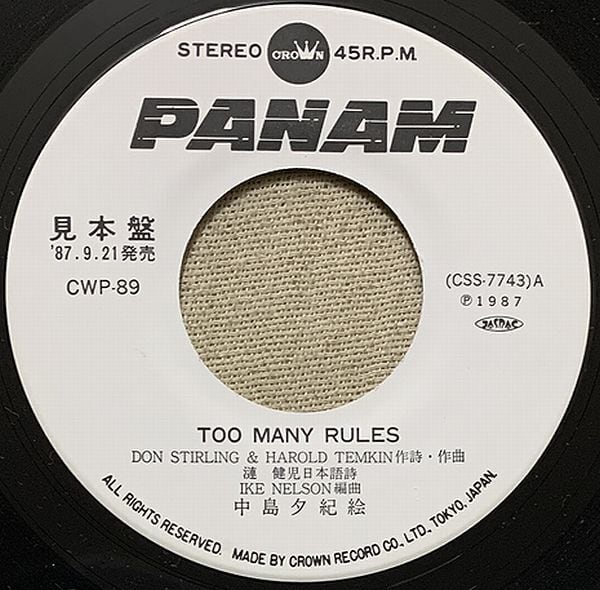 STEREO CROWN 45R.P.M.
PANAM
見本盤
'87.9.21発売
CWP-89
(CSS-7743)A
Ⓟ1987
JASRAC
TOO MANY RULES
DON STIRLING & HAROLD TEMKIN作詩・作曲
漣 健児日本語詩
IKE NELSON編曲
中島夕紀絵
ALL RIGHTS RESERVED. MADE BY CROWN RECORD CO., LTD., TOKYO, JAPAN.